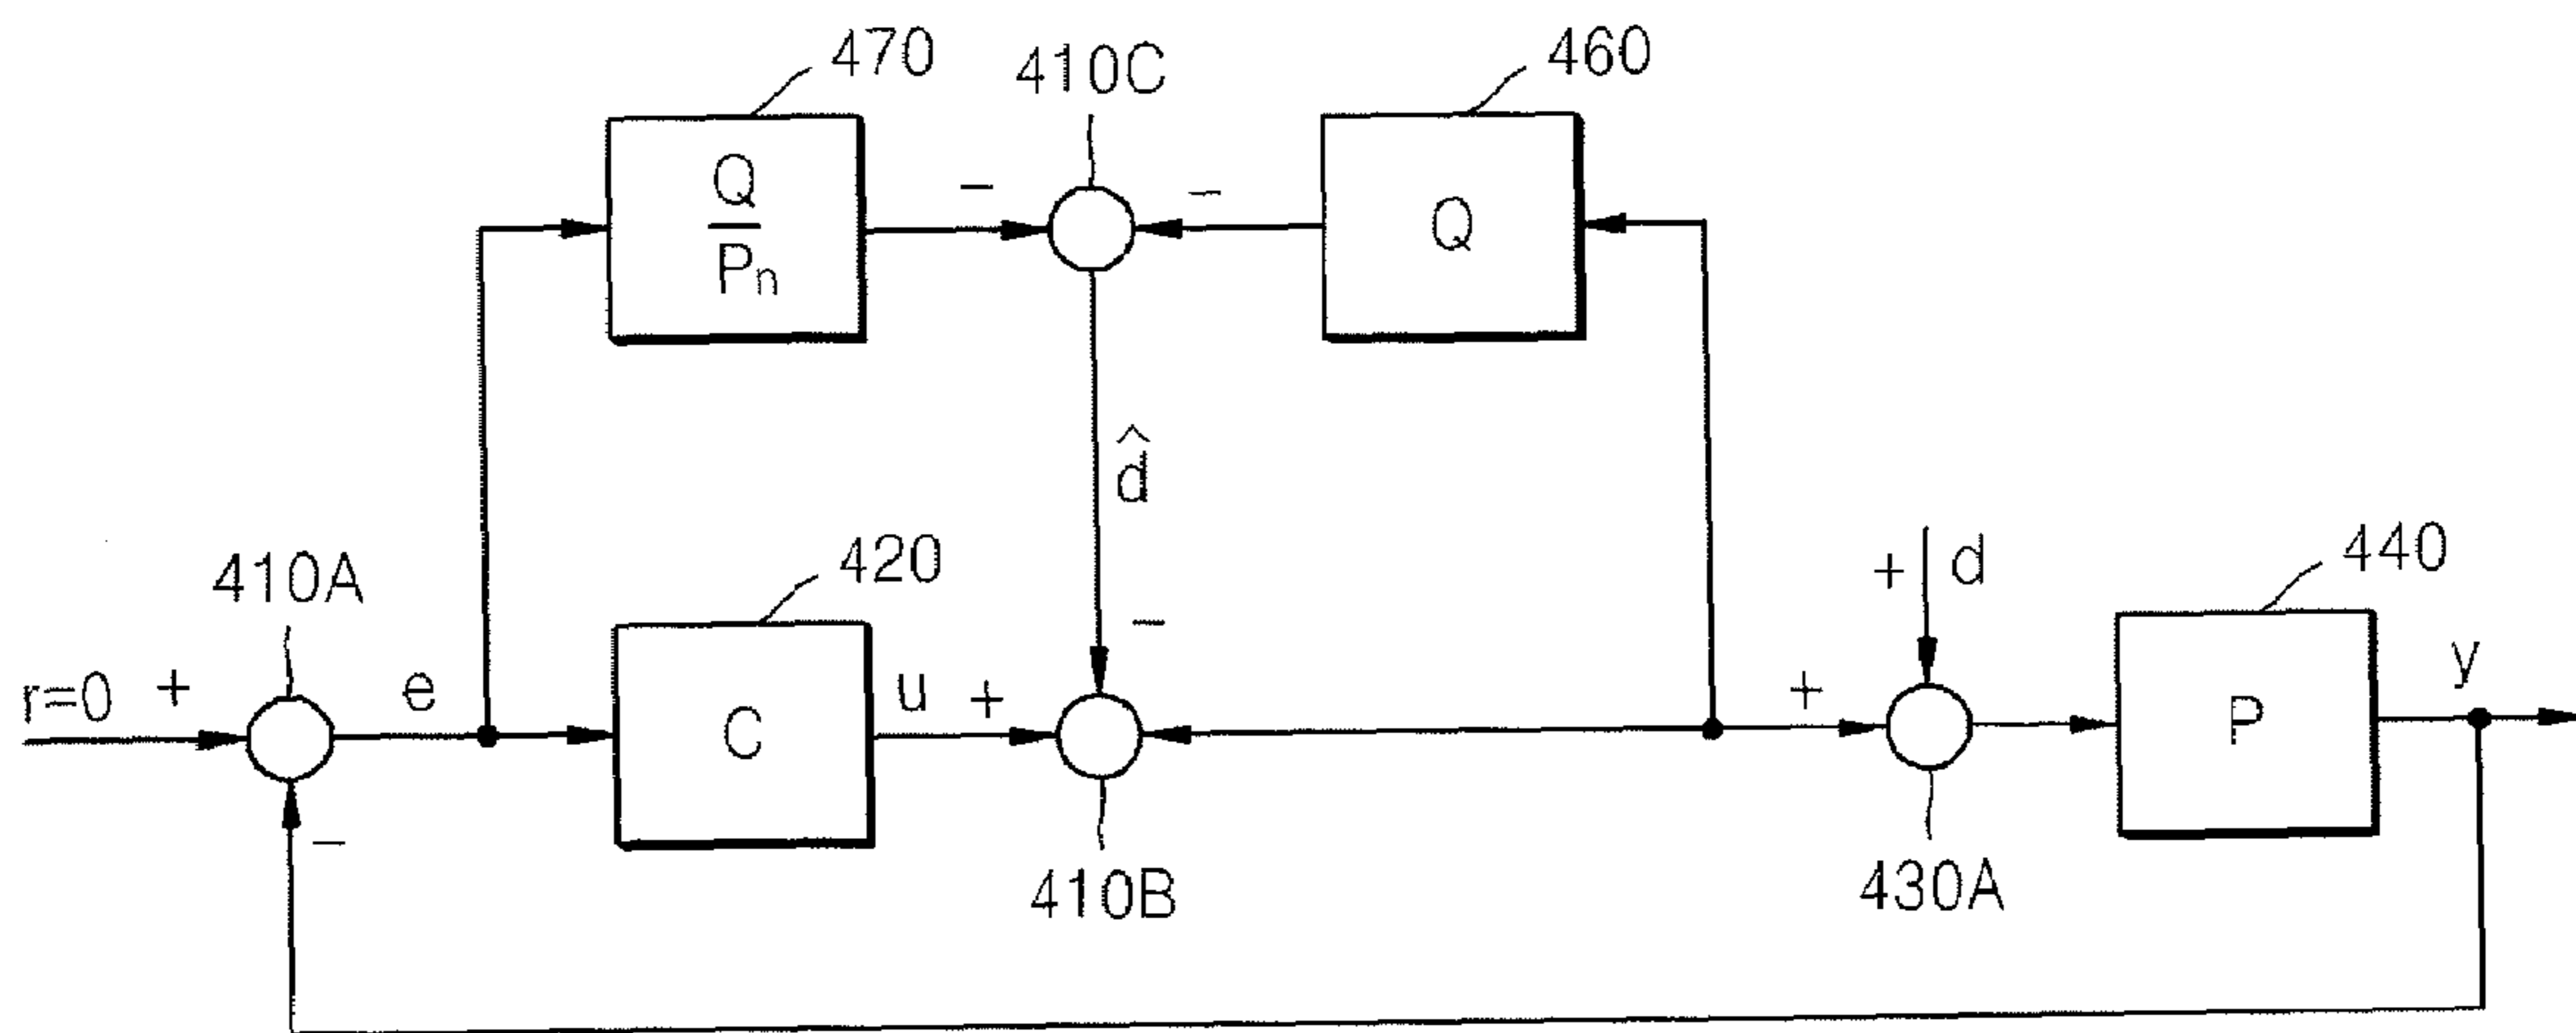 470
410C
460
Q
Pn
−
−
Q
d̂
410A
420
+ d
440
r=0 +
e
C
u +
−
+
P
y
−
410B
430A